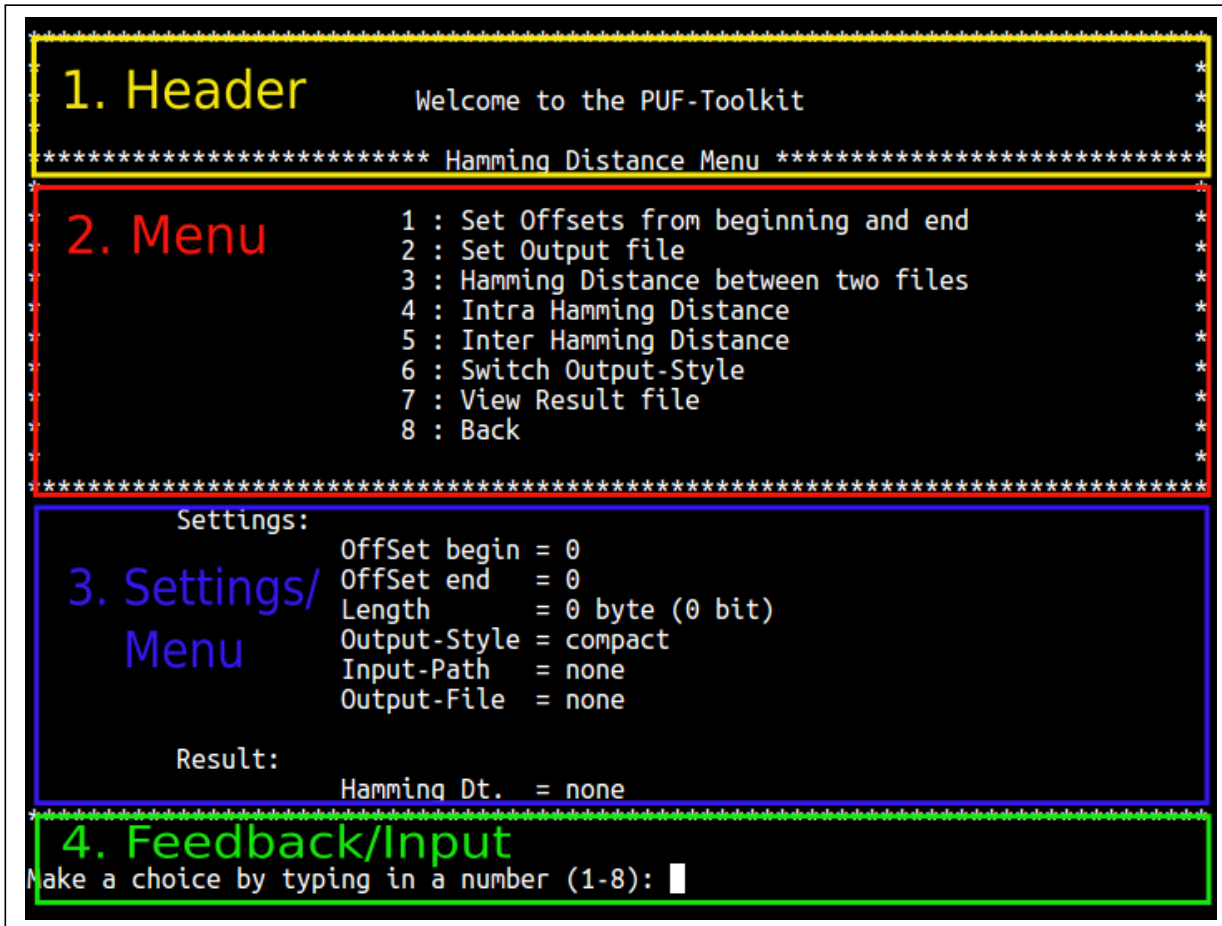 ********************************************************************************
* *
1. Header
* Welcome to the PUF-Toolkit *
* *
*************************** Hamming Distance Menu *****************************
* *
2. Menu
* 1 : Set Offsets from beginning and end *
* 2 : Set Output file *
* 3 : Hamming Distance between two files *
* 4 : Intra Hamming Distance *
* 5 : Inter Hamming Distance *
* 6 : Switch Output-Style *
* 7 : View Result file *
* 8 : Back *
* *
********************************************************************************
Settings:
3. Settings/
Menu
OffSet begin = 0
OffSet end = 0
Length = 0 byte (0 bit)
Output-Style = compact
Input-Path = none
Output-File = none
Result:
Hamming Dt. = none
********************************************************************************
4. Feedback/Input
Make a choice by typing in a number (1-8):